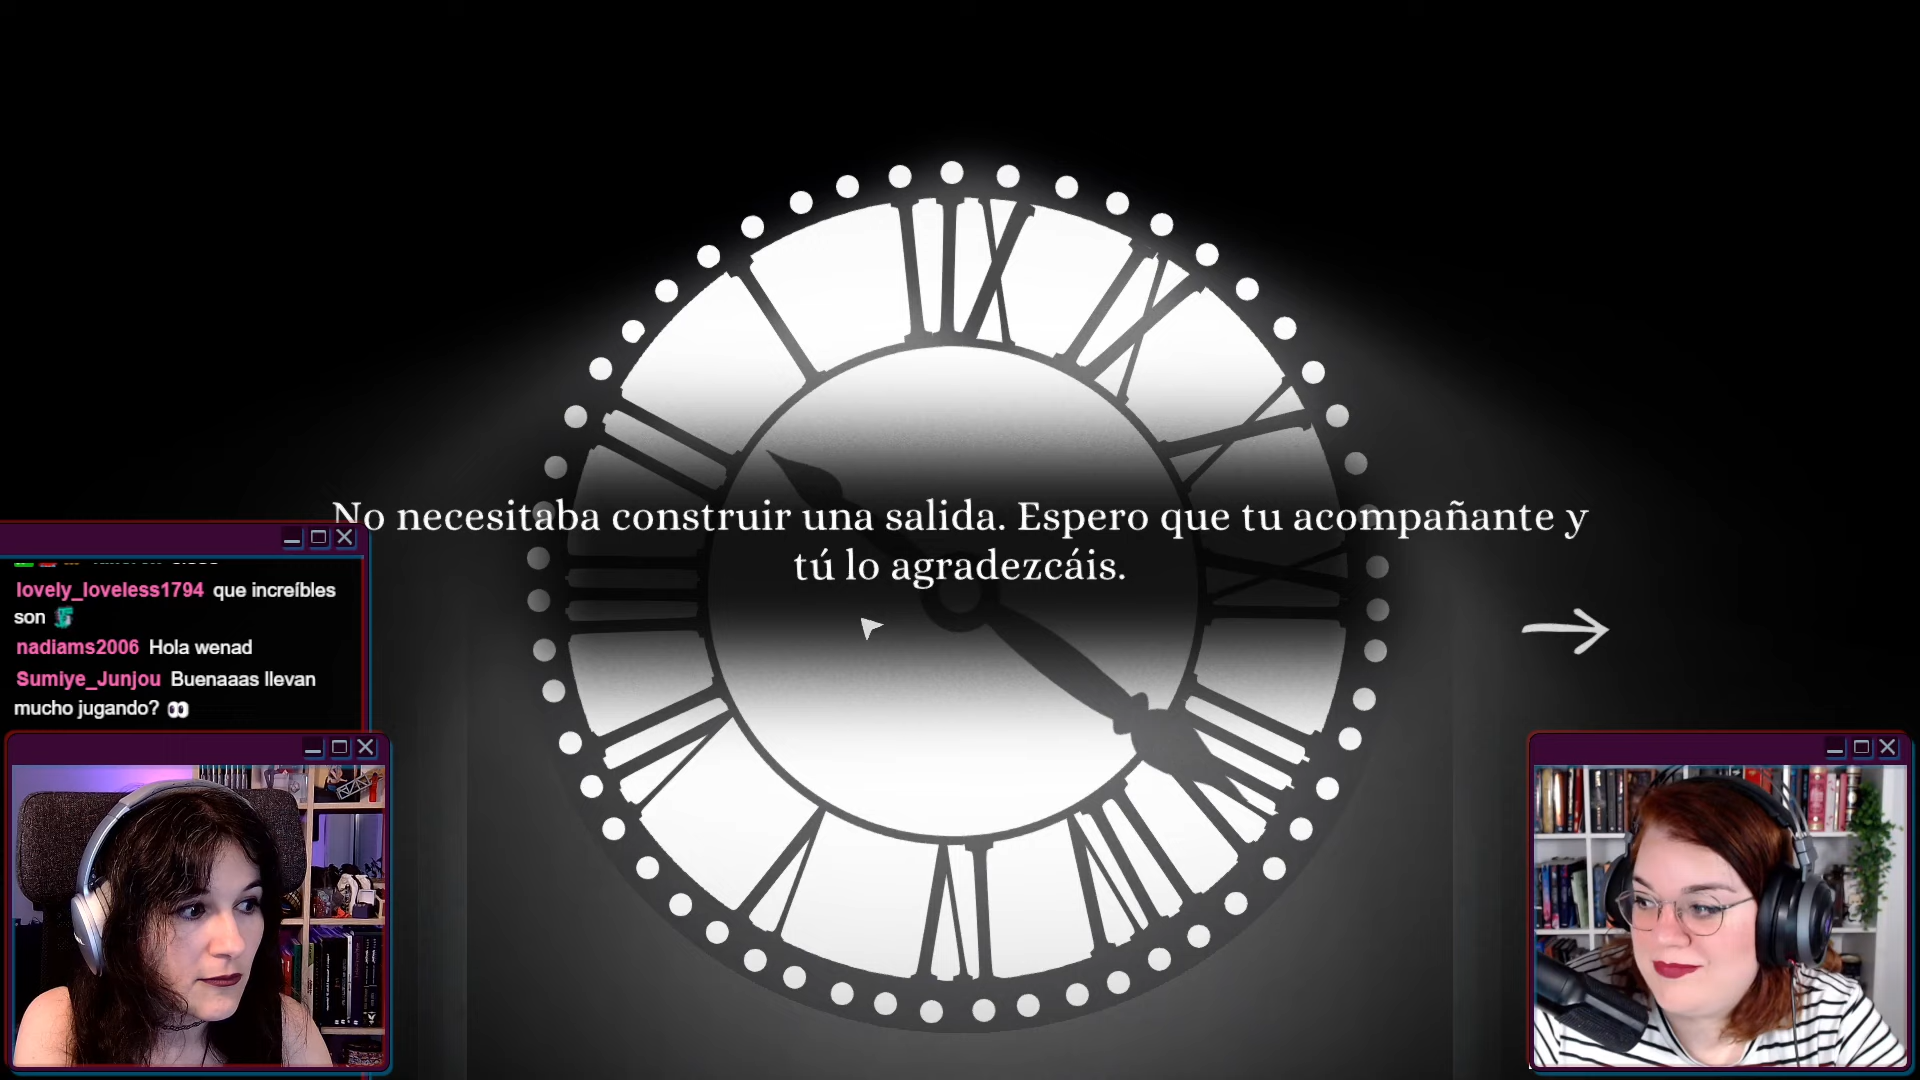 No necesitaba construir una salida. Espero que tu acompañante y
tú lo agradezcáis.
lovely_loveless1794 que increíbles
son
nadiams2006 Hola wenad
Sumiye_Junjou Buenaaas llevan
mucho jugando?